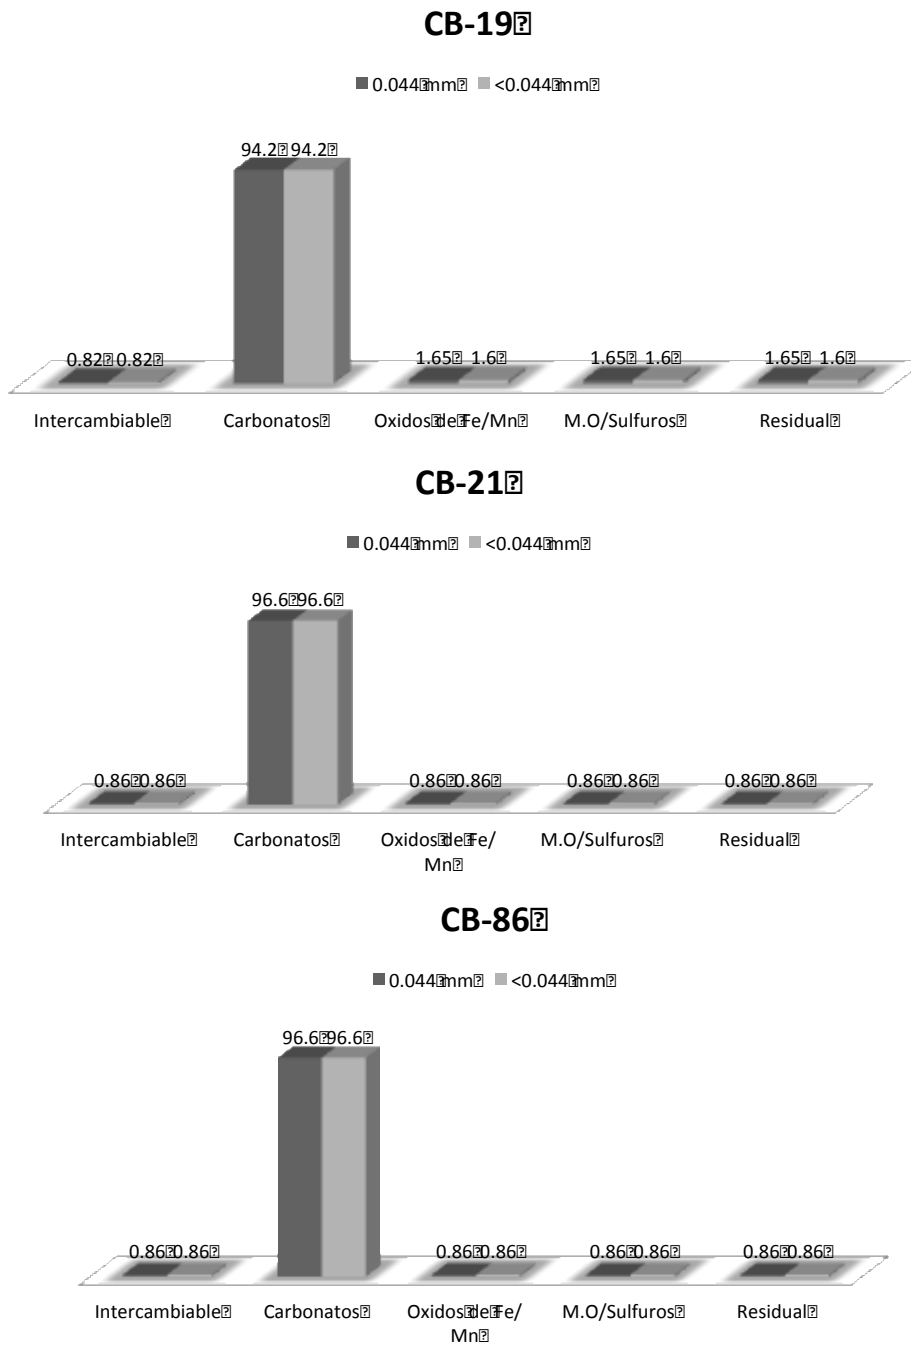 CB-19
0.044 mm <0.044 mm
94.2 94.2
0.82 0.82 1.65 1.6 1.65 1.6 1.65 1.6
Intercambiable Carbonatos Oxidos de Fe/Mn M.O/Sulfuros Residual
CB-21
0.044 mm <0.044 mm
96.6 96.6
0.86 0.86 0.86 0.86 0.86 0.86 0.86 0.86
Intercambiable Carbonatos Oxidos de Fe/ M.O/Sulfuros Residual
Mn
CB-86
0.044 mm <0.044 mm
96.6 96.6
0.86 0.86 0.86 0.86 0.86 0.86 0.86 0.86
Intercambiable Carbonatos Oxidos de Fe/ M.O/Sulfuros Residual
Mn